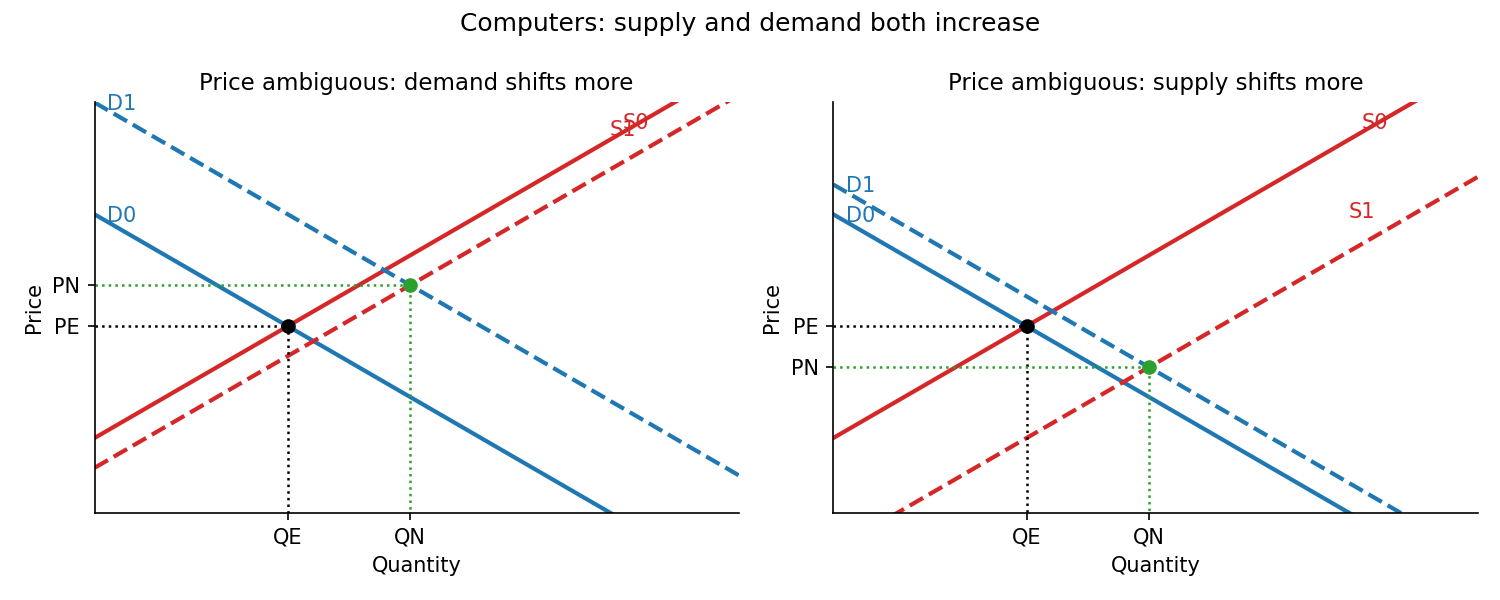 Computers: supply and demand both increase
Price ambiguous: demand shifts more
D1
S0
S1
D0
PN
PE
Price
QE
QN
Quantity
Price ambiguous: supply shifts more
S0
D1
D0
S1
PE
PN
Price
QE
QN
Quantity